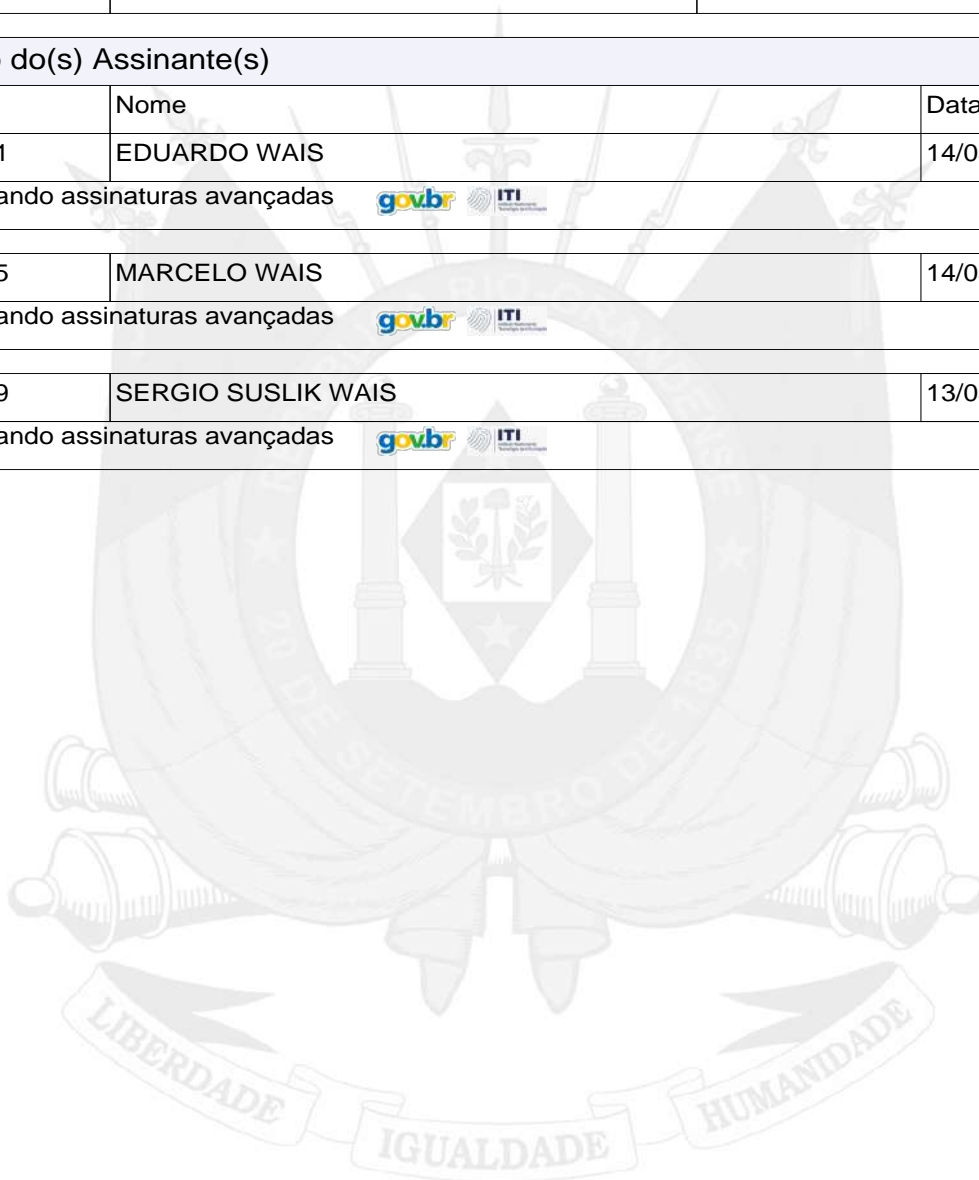 do(s) Assinante(s)
Nome Data
1 EDUARDO WAIS 14/0
ando assinaturas avançadas gov.br ITI
5 MARCELO WAIS 14/0
ando assinaturas avançadas gov.br ITI
9 SERGIO SUSLIK WAIS 13/0
ando assinaturas avançadas gov.br ITI
20 DE SETEMBRO DE 1835
LIBERDADE IGUALDADE HUMANIDADE